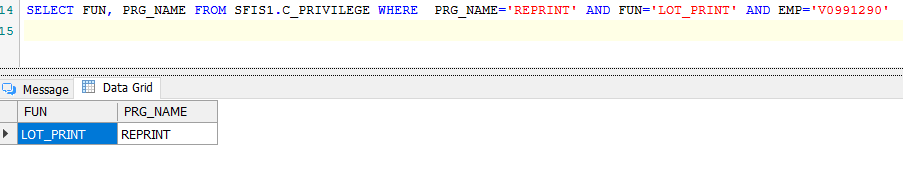 14 SELECT FUN, PRG_NAME FROM SFIS1.C_PRIVILEGE WHERE  PRG_NAME='REPRINT' AND FUN='LOT_PRINT' AND EMP='V0991290'
15
Message Data Grid
FUN PRG_NAME
LOT_PRINT REPRINT